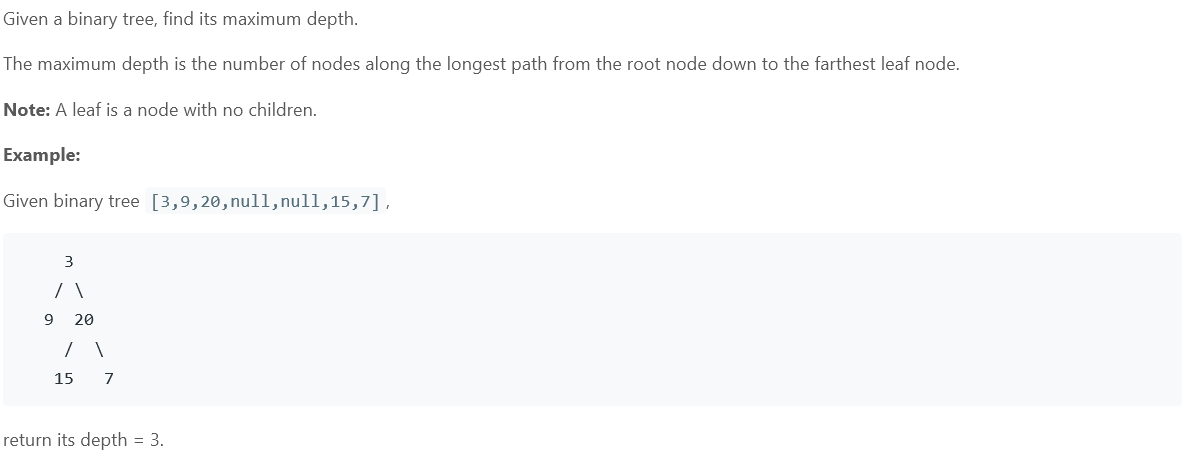 Given a binary tree, find its maximum depth.
The maximum depth is the number of nodes along the longest path from the root node down to the farthest leaf node.
Note: A leaf is a node with no children.
Example:
Given binary tree [3,9,20,null,null,15,7],
3
/ \
9 20
/ \
15 7
return its depth = 3.